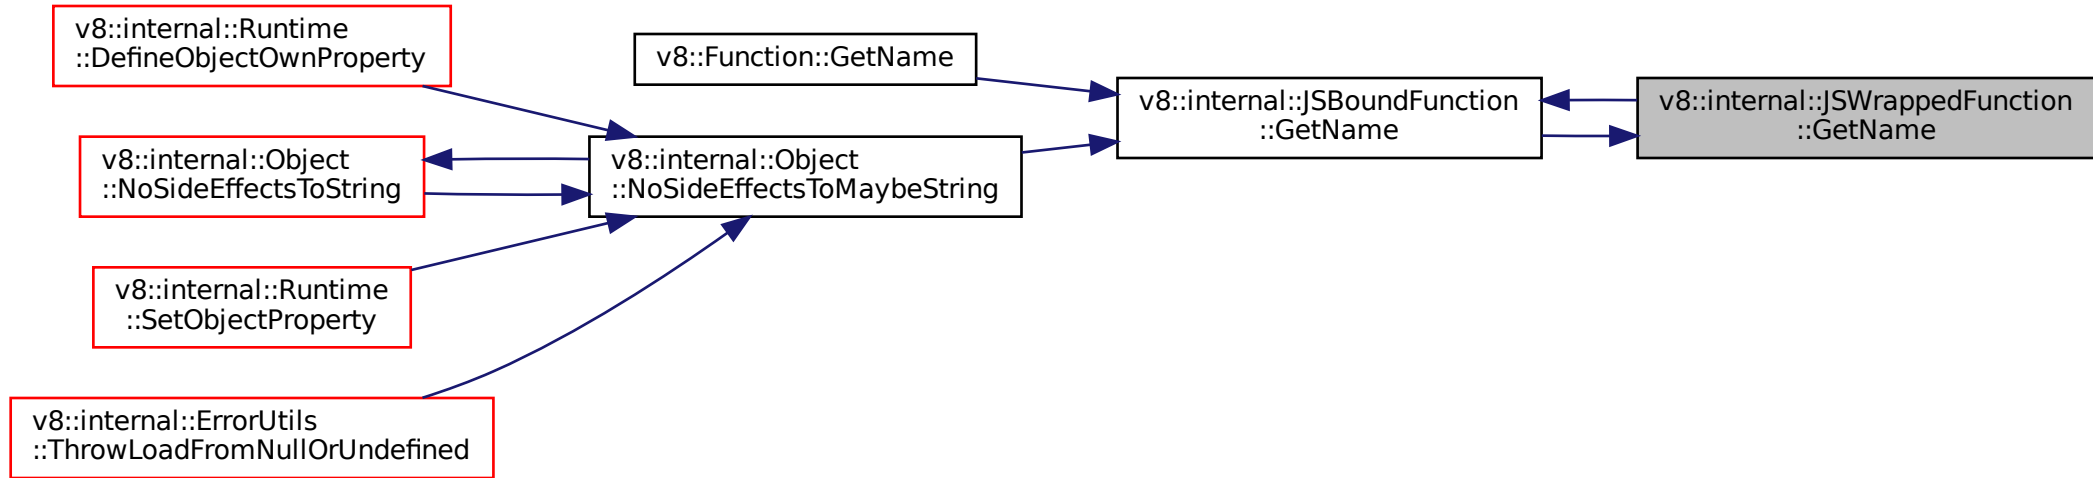 v8::internal::Runtime
::DefineObjectOwnProperty
v8::internal::Object
::NoSideEffectsToString
v8::internal::Runtime
::SetObjectProperty
v8::internal::ErrorUtils
::ThrowLoadFromNullOrUndefined
v8::Function::GetName
v8::internal::Object
::NoSideEffectsToMaybeString
v8::internal::JSBoundFunction
::GetName
v8::internal::JSWrappedFunction
::GetName